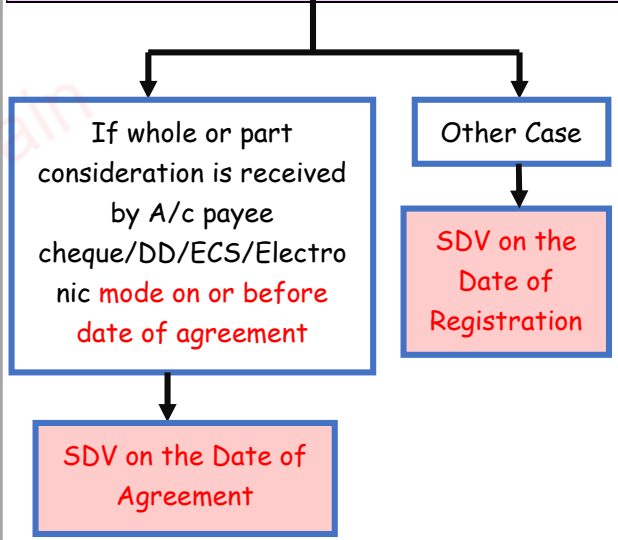 If whole or part
consideration is received
by A/c payee
cheque/DD/ECS/Electro
nic mode on or before
date of agreement
SDV on the Date of
Agreement
Other Case
SDV on the
Date of
Registration
ain